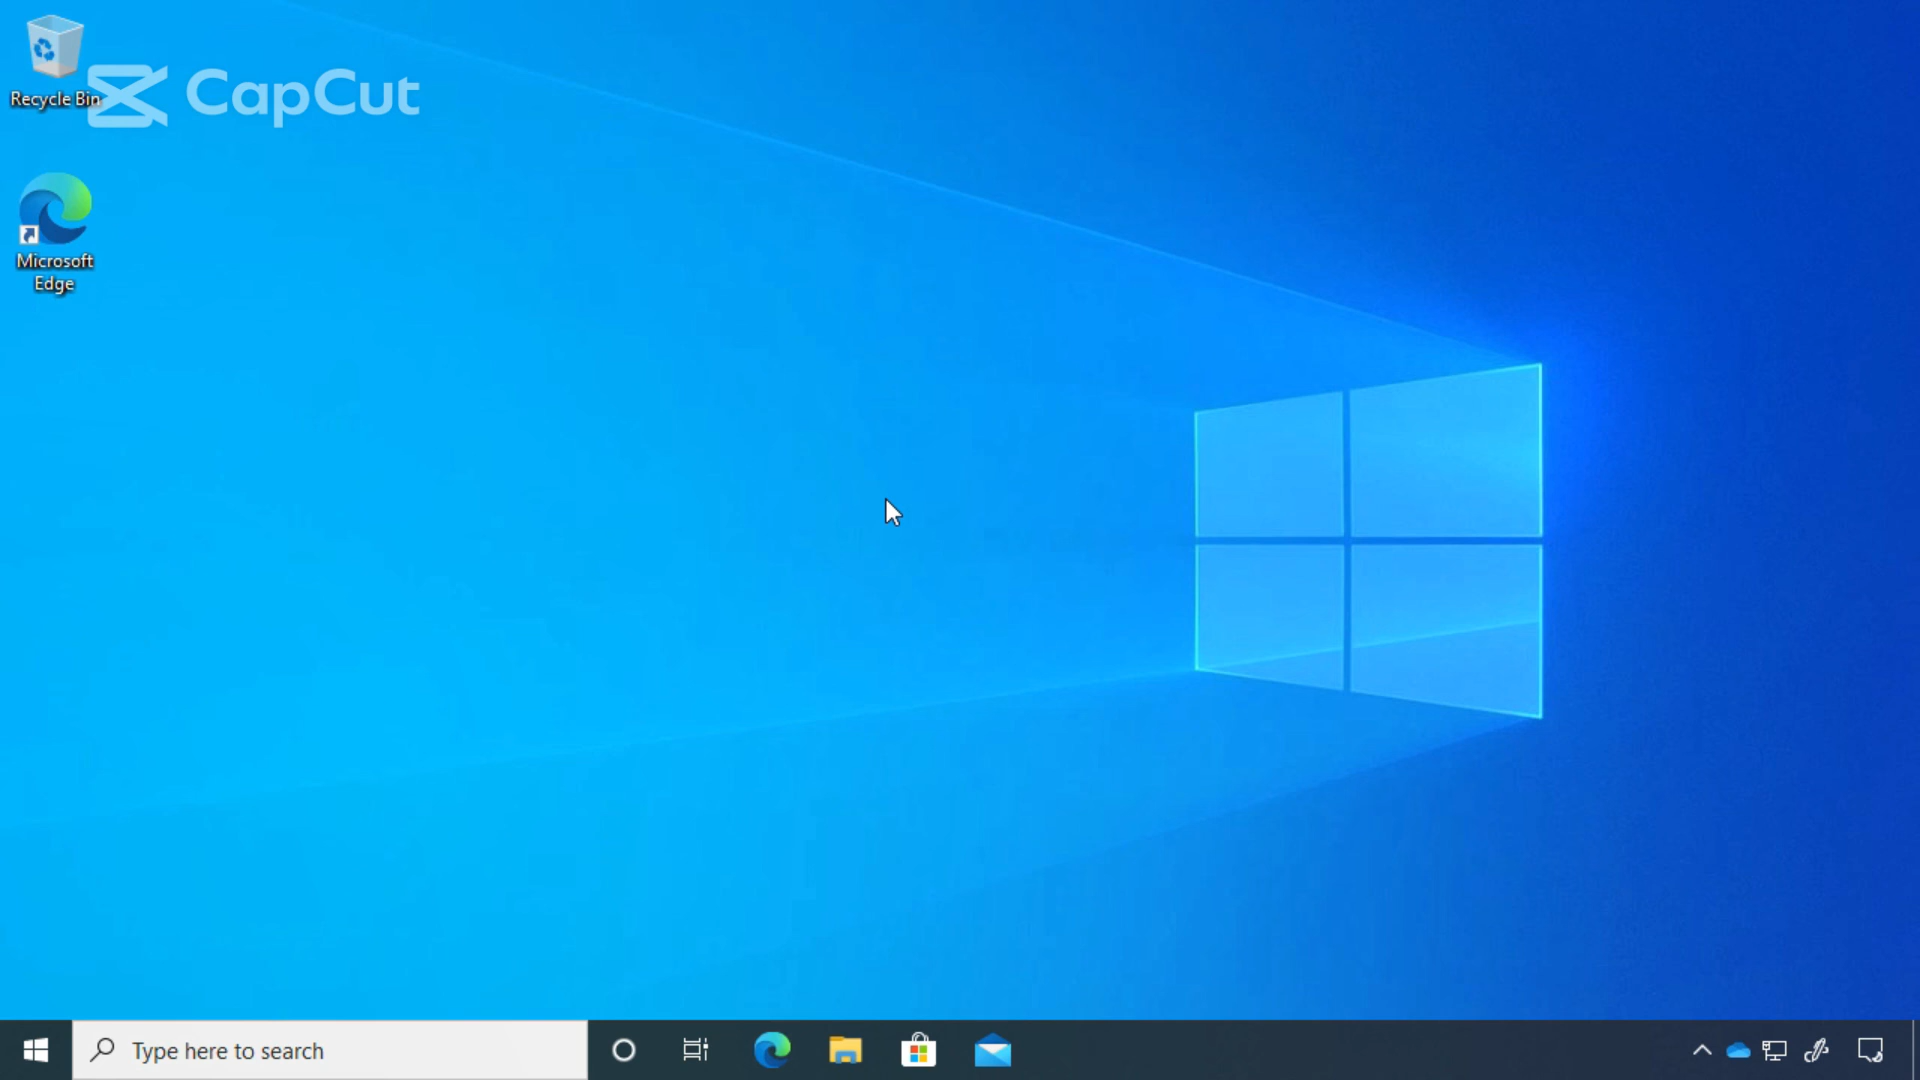 Recycle Bin
CapCut
Microsoft
Edge
Type here to search